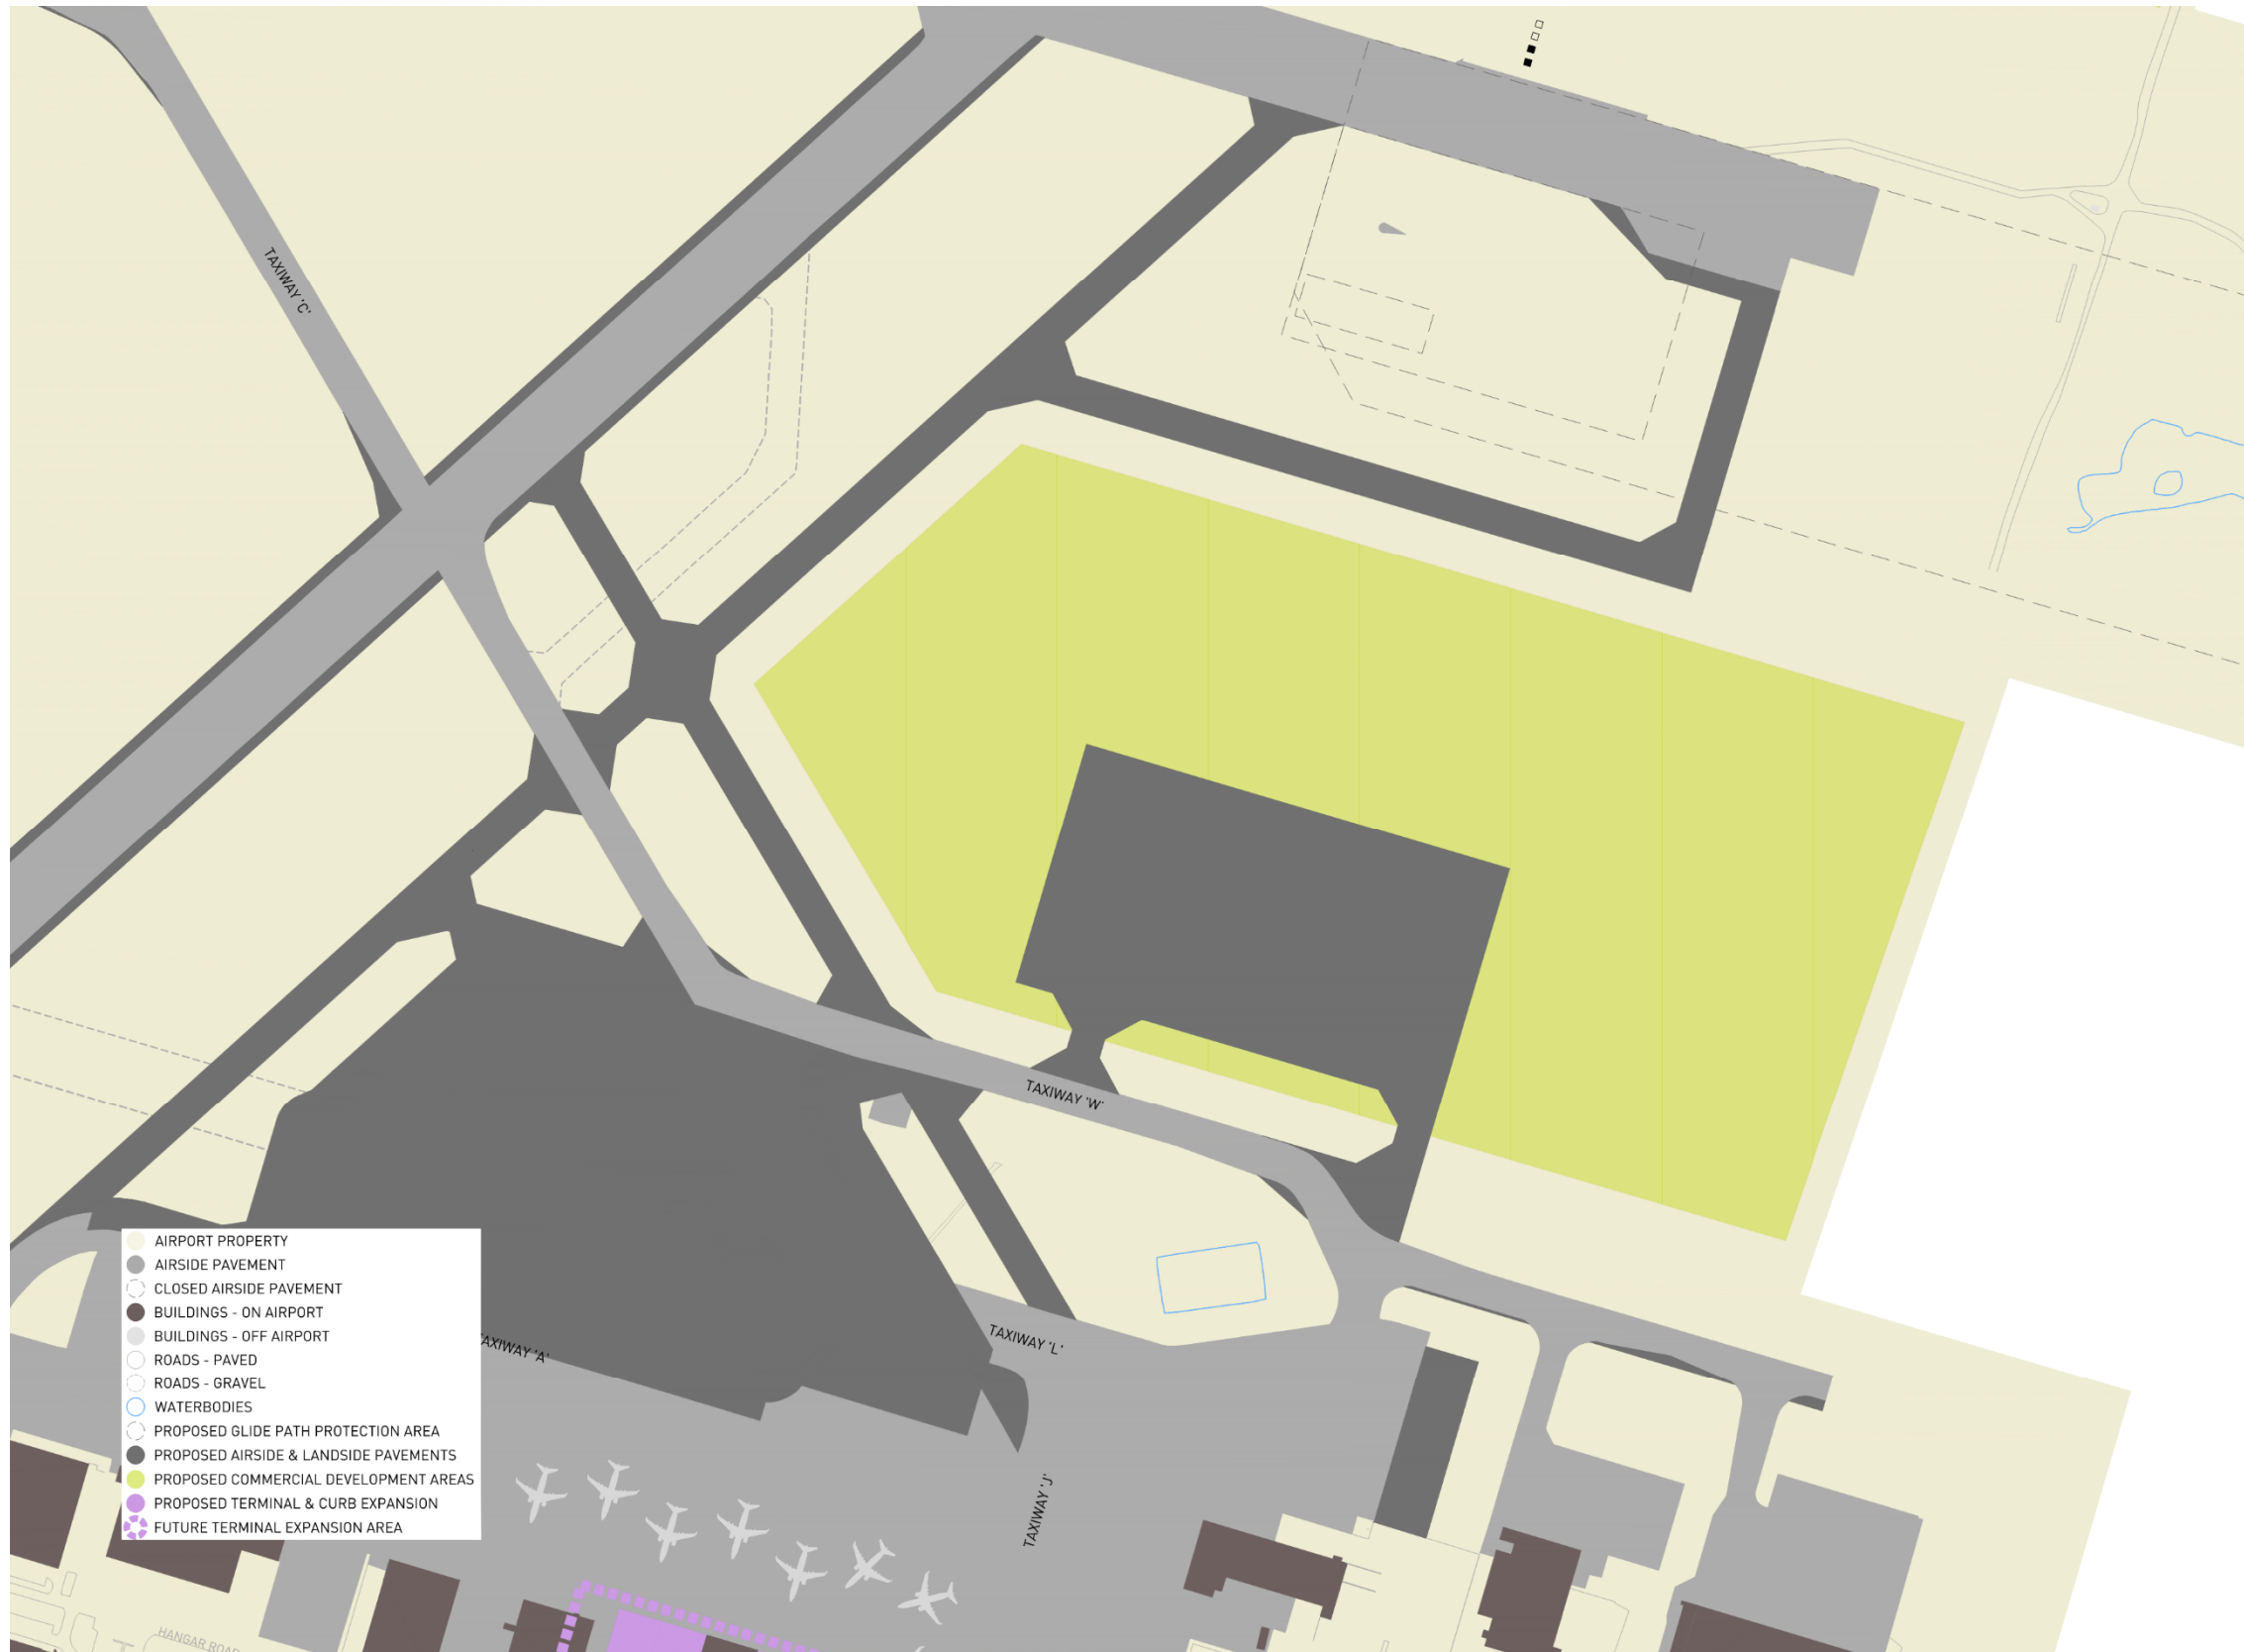 TAXIWAY 'C'
TAXIWAY 'W'
AIRPORT PROPERTY
AIRSIDE PAVEMENT
CLOSED AIRSIDE PAVEMENT
BUILDINGS - ON AIRPORT
BUILDINGS - OFF AIRPORT
ROADS - PAVED
ROADS - GRAVEL
WATERBODIES
PROPOSED GLIDE PATH PROTECTION AREA
PROPOSED AIRSIDE & LANDSIDE PAVEMENTS
PROPOSED COMMERCIAL DEVELOPMENT AREAS
PROPOSED TERMINAL & CURB EXPANSION
FUTURE TERMINAL EXPANSION AREA
TAXIWAY 'A'
TAXIWAY 'L'
TAXIWAY 'J'
HANGAR ROAD